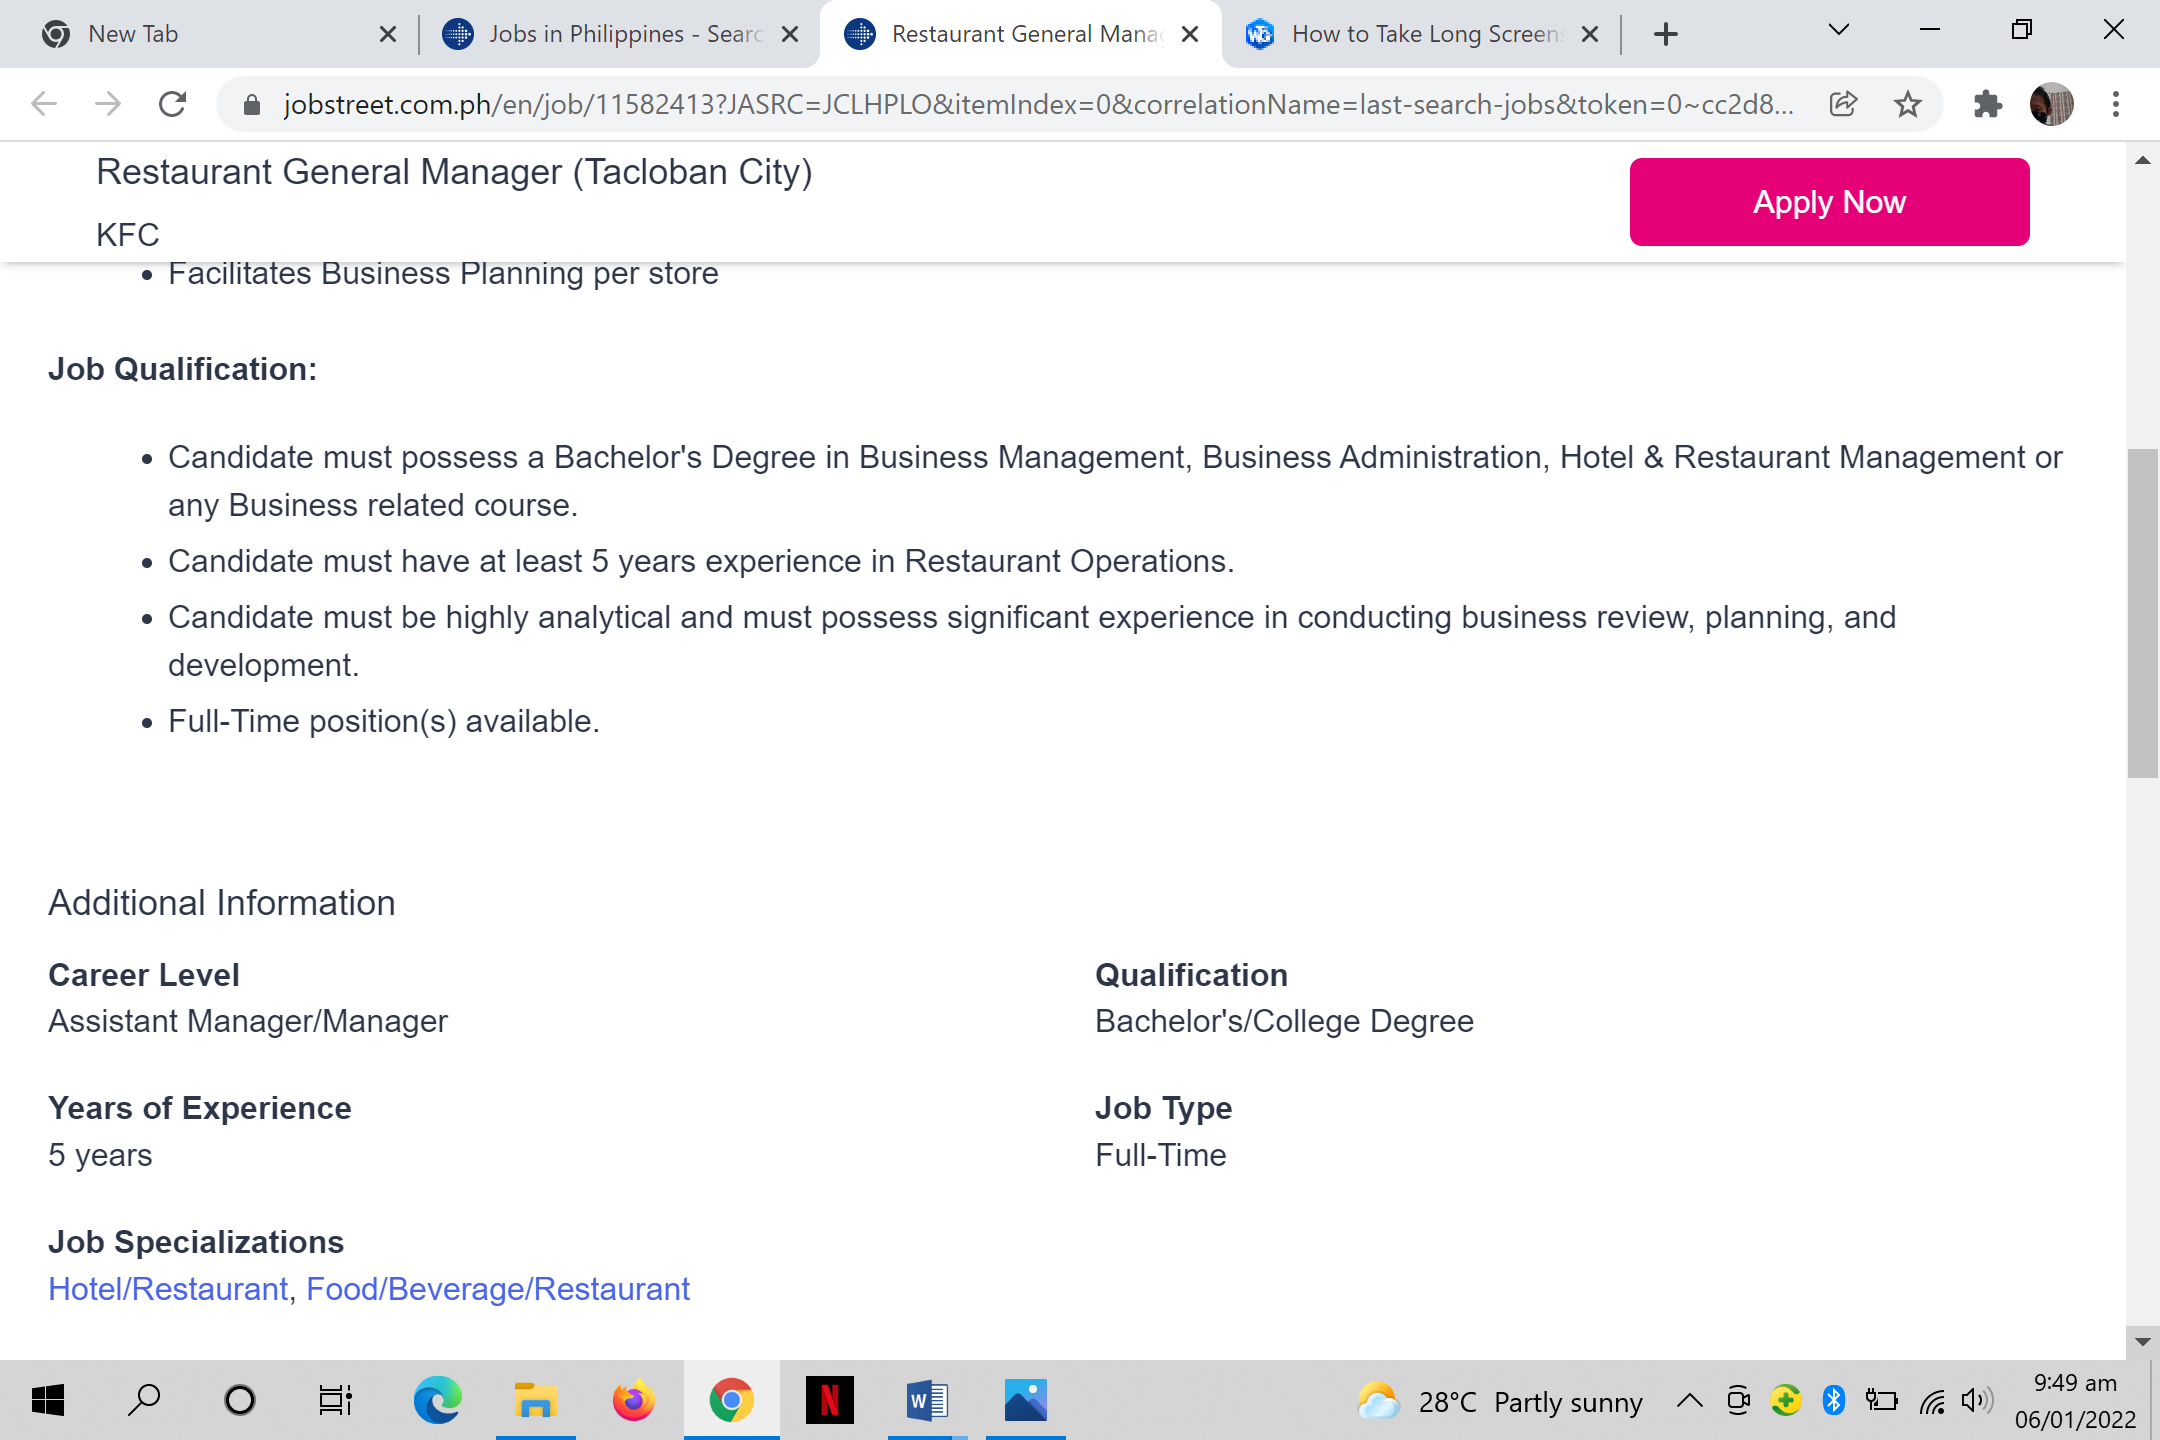 New Tab
Jobs in Philippines - Searc
Restaurant General Mana
How to Take Long Screen
jobstreet.com.ph/en/job/11582413?JASRC=JCLHPLO&itemIndex=0&correlationName=last-search-jobs&token=0~cc2d8...
Restaurant General Manager (Tacloban City)
Apply Now
KFC
• Facilitates Business Planning per store
Job Qualification:
• Candidate must possess a Bachelor's Degree in Business Management, Business Administration, Hotel & Restaurant Management or
any Business related course.
• Candidate must have at least 5 years experience in Restaurant Operations.
• Candidate must be highly analytical and must possess significant experience in conducting business review, planning, and
development.
• Full-Time position(s) available.
Additional Information
Career Level
Assistant Manager/Manager
Qualification
Bachelor's/College Degree
Years of Experience
5 years
Job Type
Full-Time
Job Specializations
Hotel/Restaurant, Food/Beverage/Restaurant
28°C Partly sunny
9:49 am
06/01/2022